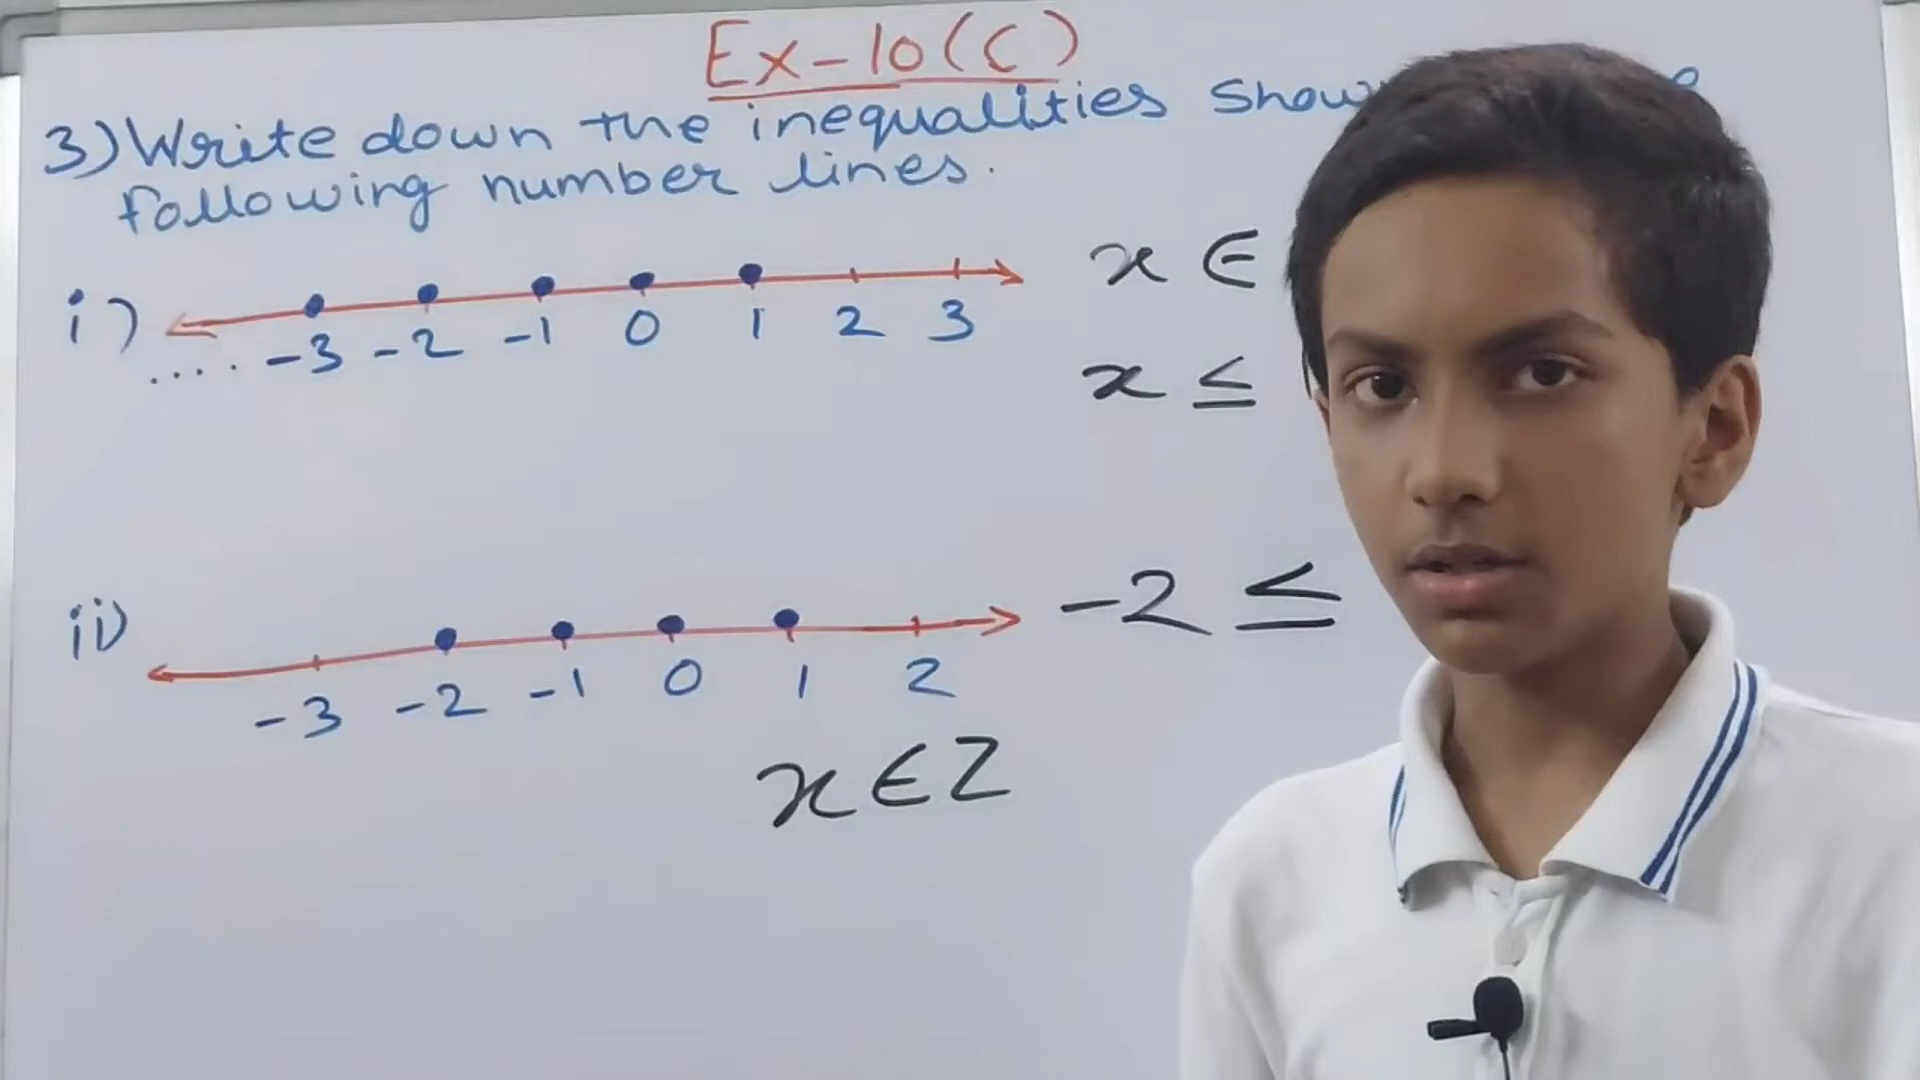 Ex-10(C)
3) Write down the inequalities
following number lines.
i)
x ∈
.... -3 -2 -1 0 1 2 3
x ≤
ii)
-2 ≤
-3 -2 -1 0 1 2
x ∈ Z